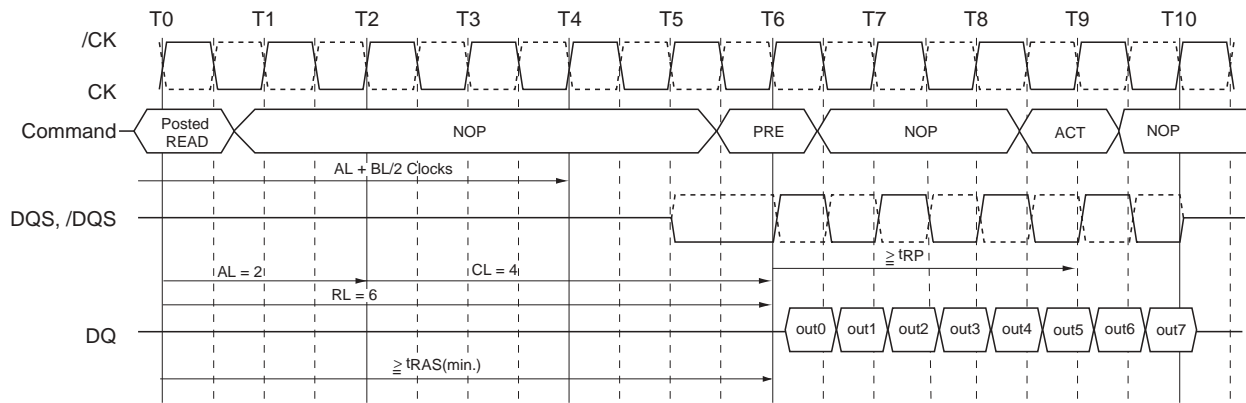 T0 T1 T2 T3 T4 T5 T6 T7 T8 T9 T10
/CK
CK
Command
Posted
READ
NOP
PRE
NOP
ACT
NOP
AL + BL/2 Clocks
DQS, /DQS
AL = 2
CL = 4
≧ tRP
RL = 6
DQ
out0 out1 out2 out3 out4 out5 out6 out7
≧ tRAS(min.)